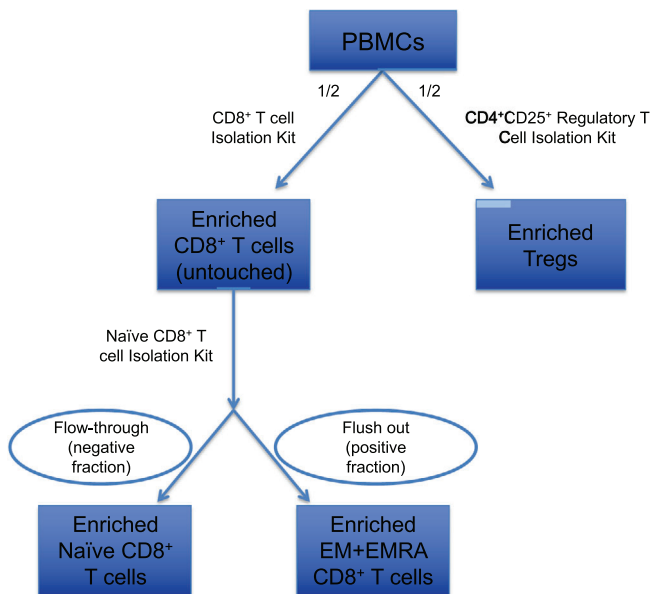 PBMCs
1/2
1/2
CD8⁺ T cell
Isolation Kit
CD4⁺CD25⁺ Regulatory T
Cell Isolation Kit
Enriched
CD8⁺ T cells
(untouched)
Enriched
Tregs
Naïve CD8⁺ T
cell Isolation Kit
Flow-through
(negative
fraction)
Flush out
(positive
fraction)
Enriched
Naïve CD8⁺
T cells
Enriched
EM+EMRA
CD8⁺ T cells